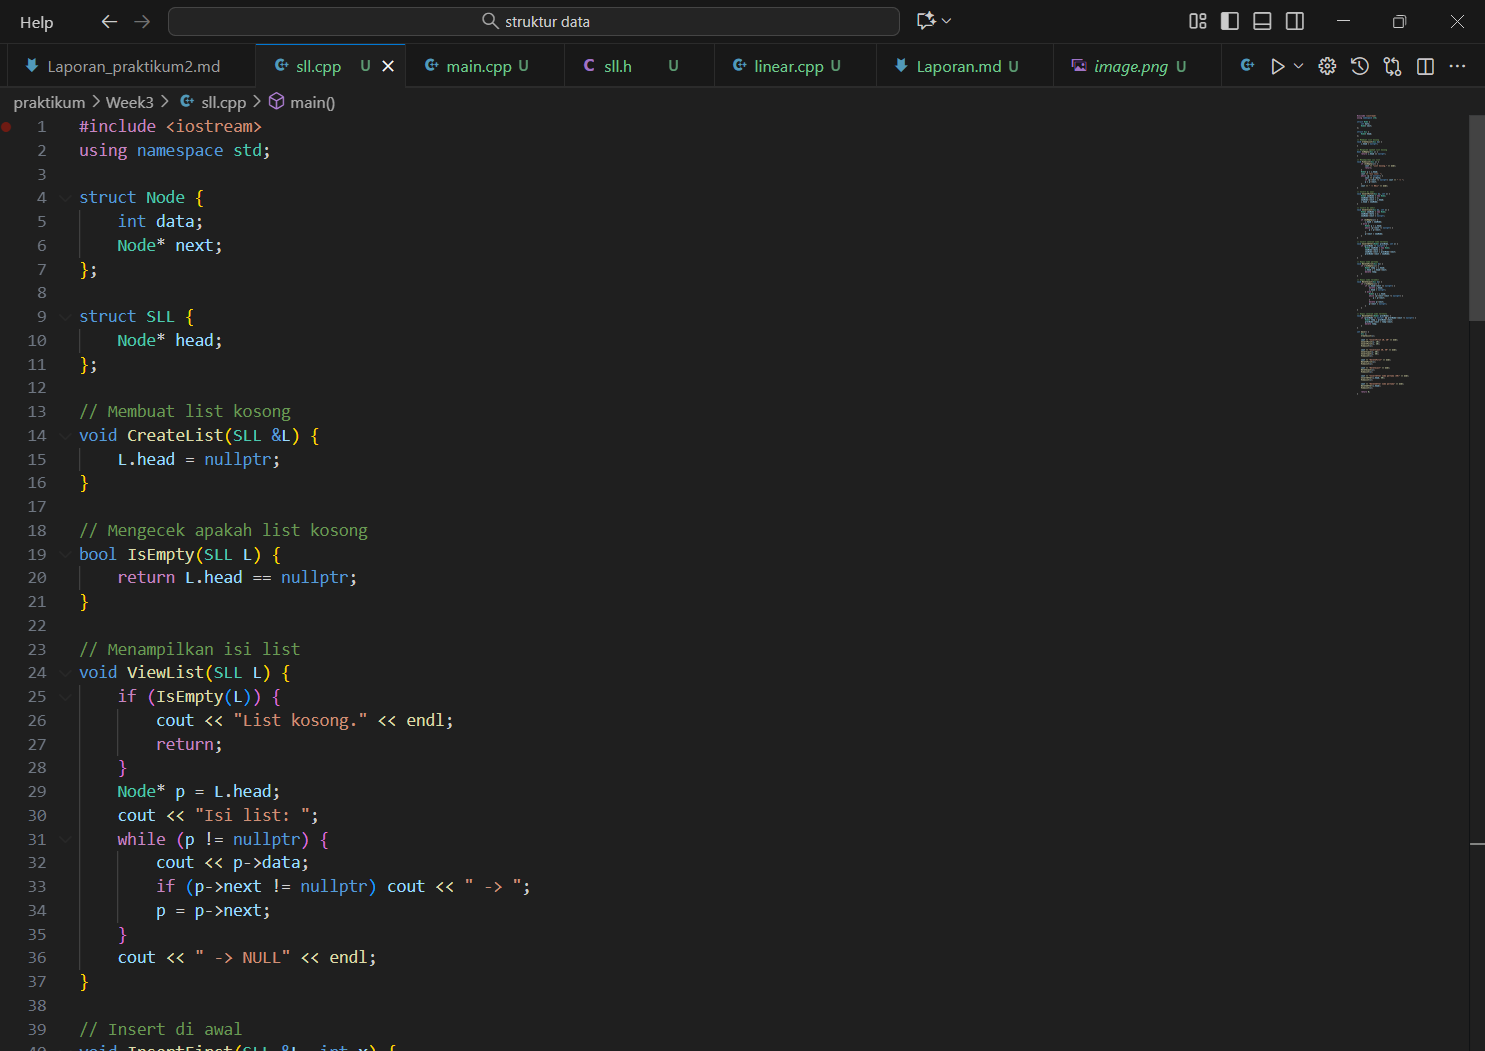 Help
struktur data
Laporan_praktikum2.md
sll.cpp U
main.cpp U
sll.h U
linear.cpp U
Laporan.md U
image.png U
praktikum > Week3 > sll.cpp > main()
1 #include <iostream>
2 using namespace std;
3
4 struct Node {
5     int data;
6     Node* next;
7 };
8
9 struct SLL {
10     Node* head;
11 };
12
13 // Membuat list kosong
14 void CreateList(SLL &L) {
15     L.head = nullptr;
16 }
17
18 // Mengecek apakah list kosong
19 bool IsEmpty(SLL L) {
20     return L.head == nullptr;
21 }
22
23 // Menampilkan isi list
24 void ViewList(SLL L) {
25     if (IsEmpty(L)) {
26         cout << "List kosong." << endl;
27         return;
28     }
29     Node* p = L.head;
30     cout << "Isi list: ";
31     while (p != nullptr) {
32         cout << p->data;
33         if (p->next != nullptr) cout << " -> ";
34         p = p->next;
35     }
36     cout << " -> NULL" << endl;
37 }
38
39 // Insert di awal
40 void InsertFirst(SLL &L, int x) {